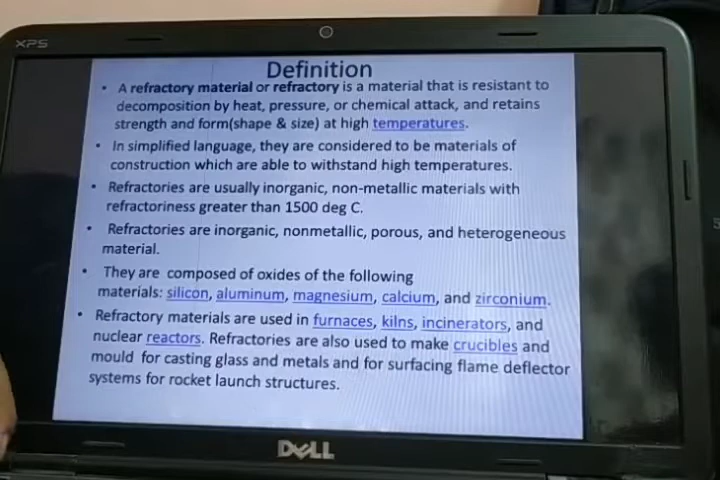 XPS
Definition
• A refractory material or refractory is a material that is resistant to
decomposition by heat, pressure, or chemical attack, and retains
strength and form(shape & size) at high temperatures.
• In simplified language, they are considered to be materials of
construction which are able to withstand high temperatures.
• Refractories are usually inorganic, non-metallic materials with
refractoriness greater than 1500 deg C.
• Refractories are inorganic, nonmetallic, porous, and heterogeneous
material.
• They are composed of oxides of the following
materials: silicon, aluminum, magnesium, calcium, and zirconium.
• Refractory materials are used in furnaces, kilns, incinerators, and
nuclear reactors. Refractories are also used to make crucibles and
mould for casting glass and metals and for surfacing flame deflector
systems for rocket launch structures.
DELL